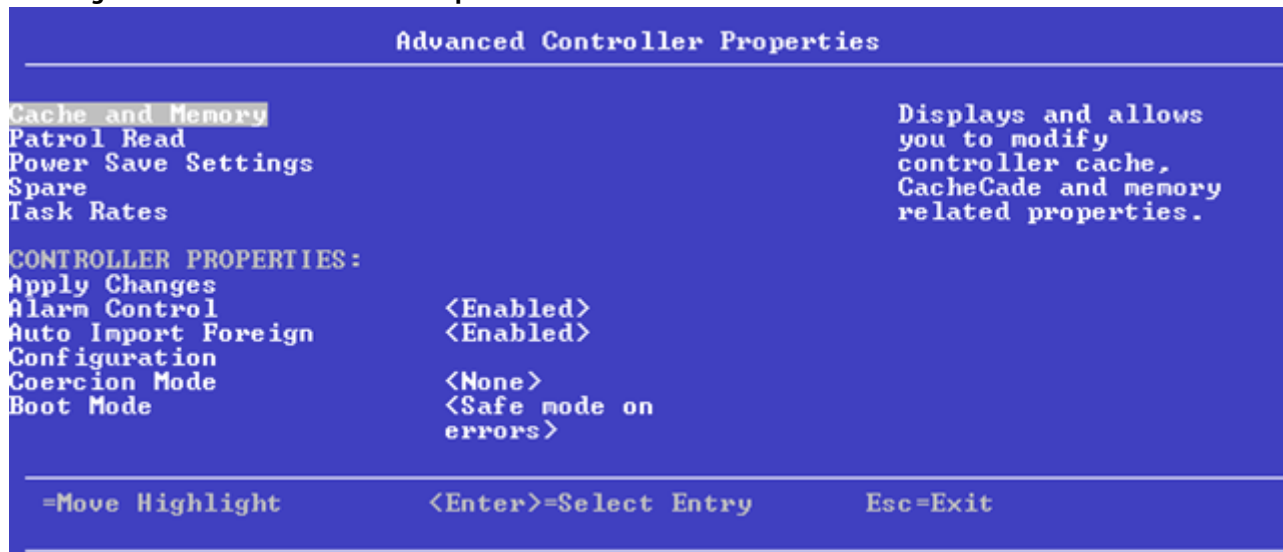 Advanced Controller Properties
Cache and Memory
Patrol Read
Power Save Settings
Spare
Task Rates
Displays and allows
you to modify
controller cache,
CacheCade and memory
related properties.
CONTROLLER PROPERTIES:
Apply Changes
Alarm Control <Enabled>
Auto Import Foreign <Enabled>
Configuration
Coercion Mode <None>
Boot Mode <Safe mode on
errors>
=Move Highlight <Enter>=Select Entry Esc=Exit